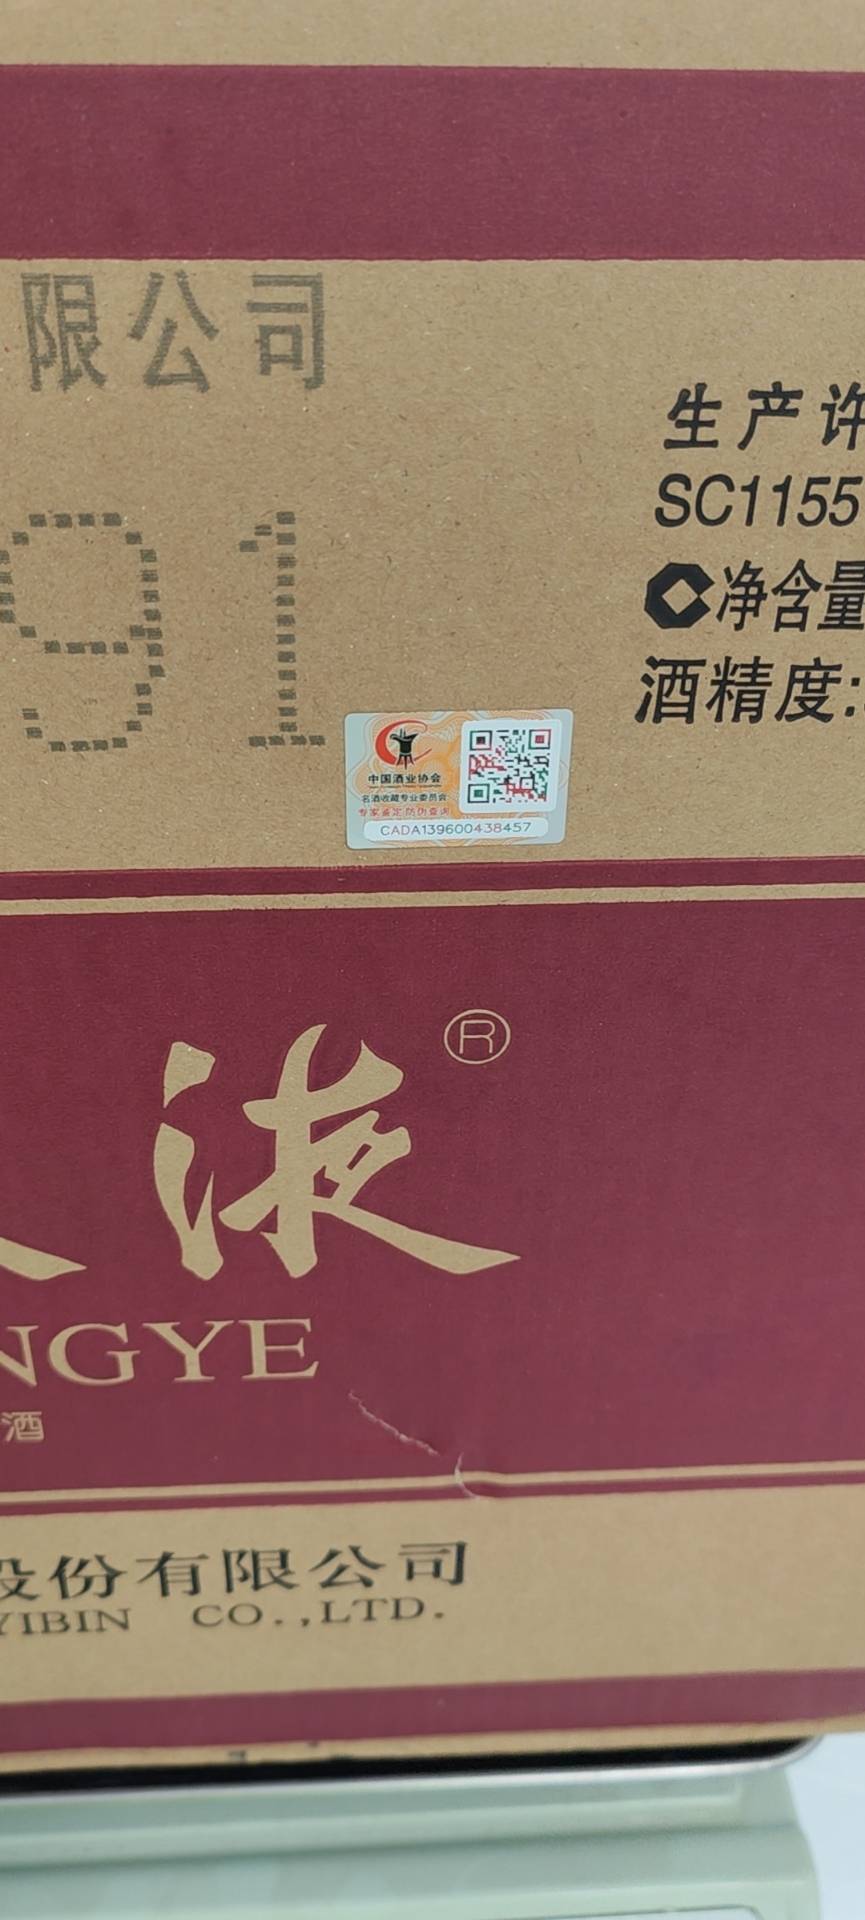 限公司
生产许
SC1155
净含量
91
酒精度:
中国酒业协会
名酒收藏专业委员会
专家鉴定 防伪查询
CADA139600438457
液®
NGYE
酒
股份有限公司
YIBIN CO.,LTD.